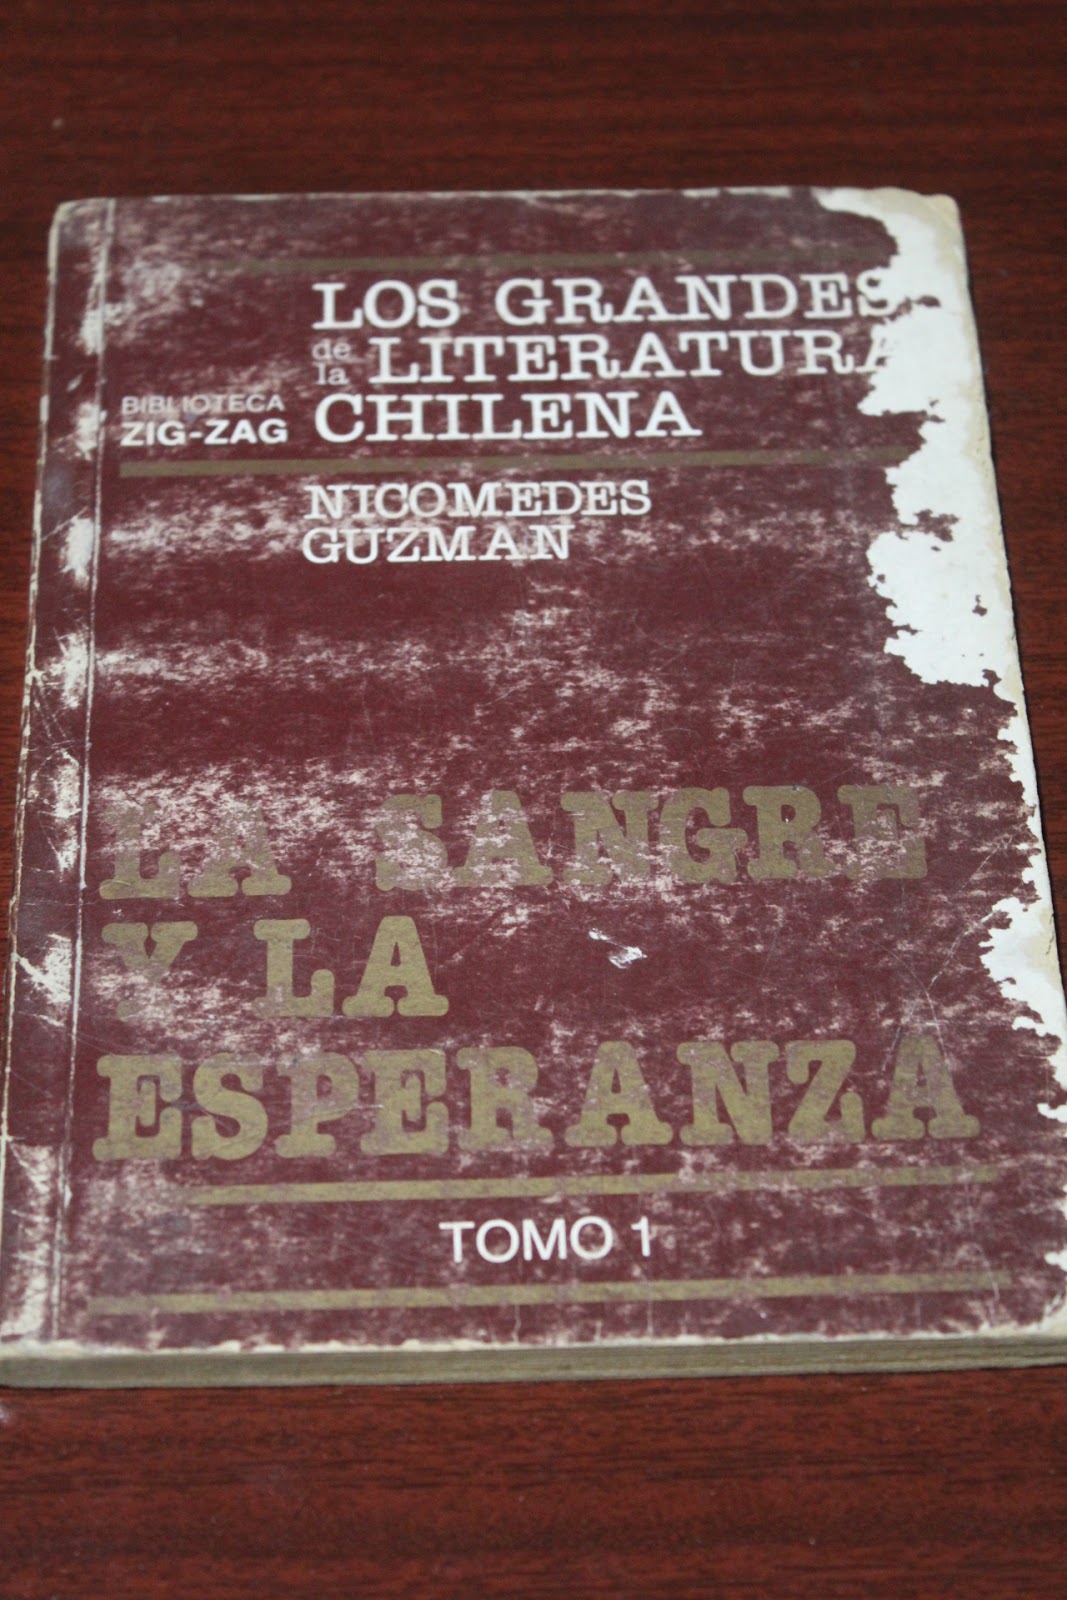 LOS GRANDES
de la LITERATURA
CHILENA
BIBLIOTECA
ZIG-ZAG
NICOMEDES
GUZMAN
LA SANGRE
Y LA
ESPERANZA
TOMO 1